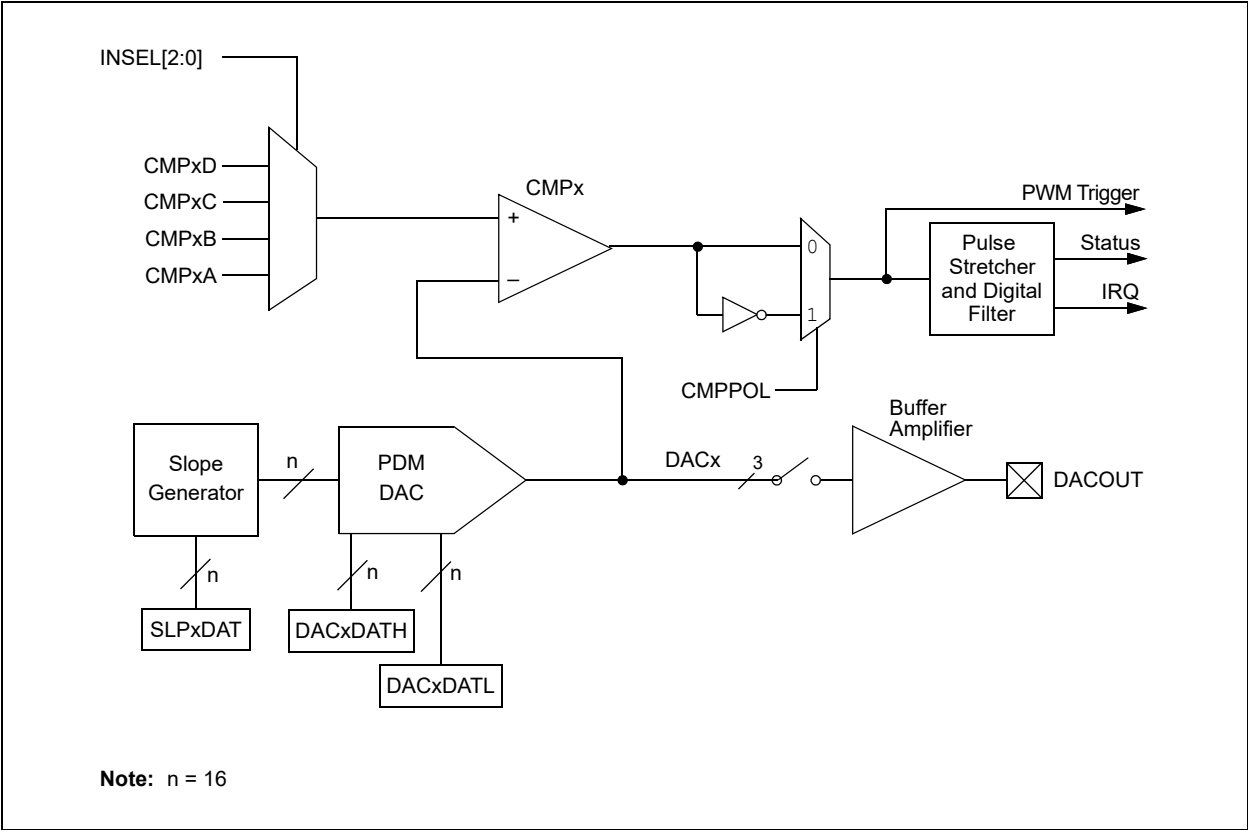 INSEL[2:0]
CMPxD
CMPxC
CMPxB
CMPxA
CMPx
+
–
0
1
CMPPOL
PWM Trigger
Pulse
Stretcher
and Digital
Filter
Status
IRQ
Slope
Generator
n
PDM
DAC
DACx
3
Buffer
Amplifier
DACOUT
n
n
n
SLPxDAT
DACxDATH
DACxDATL
Note: n = 16